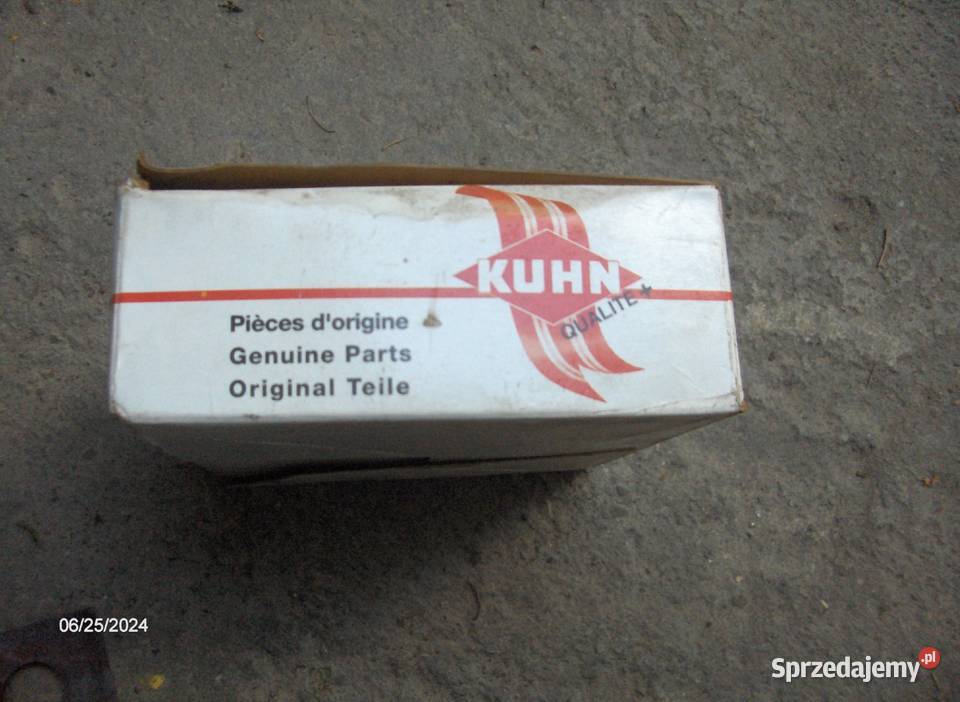 KUHN
QUALITE +
Pièces d'origine
Genuine Parts
Original Teile
06/25/2024
Sprzedajemy.pl